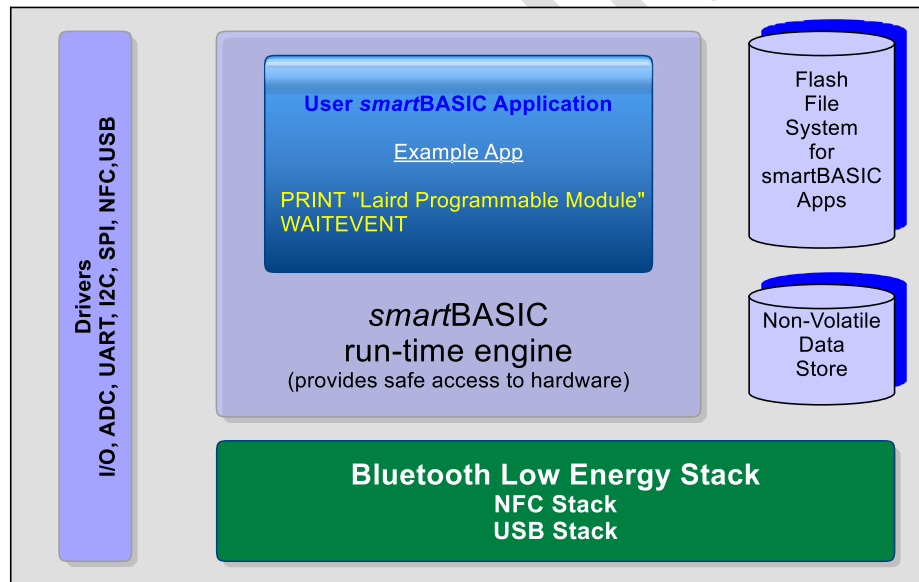 Drivers
I/O, ADC, UART, I2C, SPI, NFC,USB
User smartBASIC Application
Example App
PRINT "Laird Programmable Module"
WAITEVENT
smartBASIC
run-time engine
(provides safe access to hardware)
Flash
File
System
for
smartBASIC
Apps
Non-Volatile
Data
Store
Bluetooth Low Energy Stack
NFC Stack
USB Stack